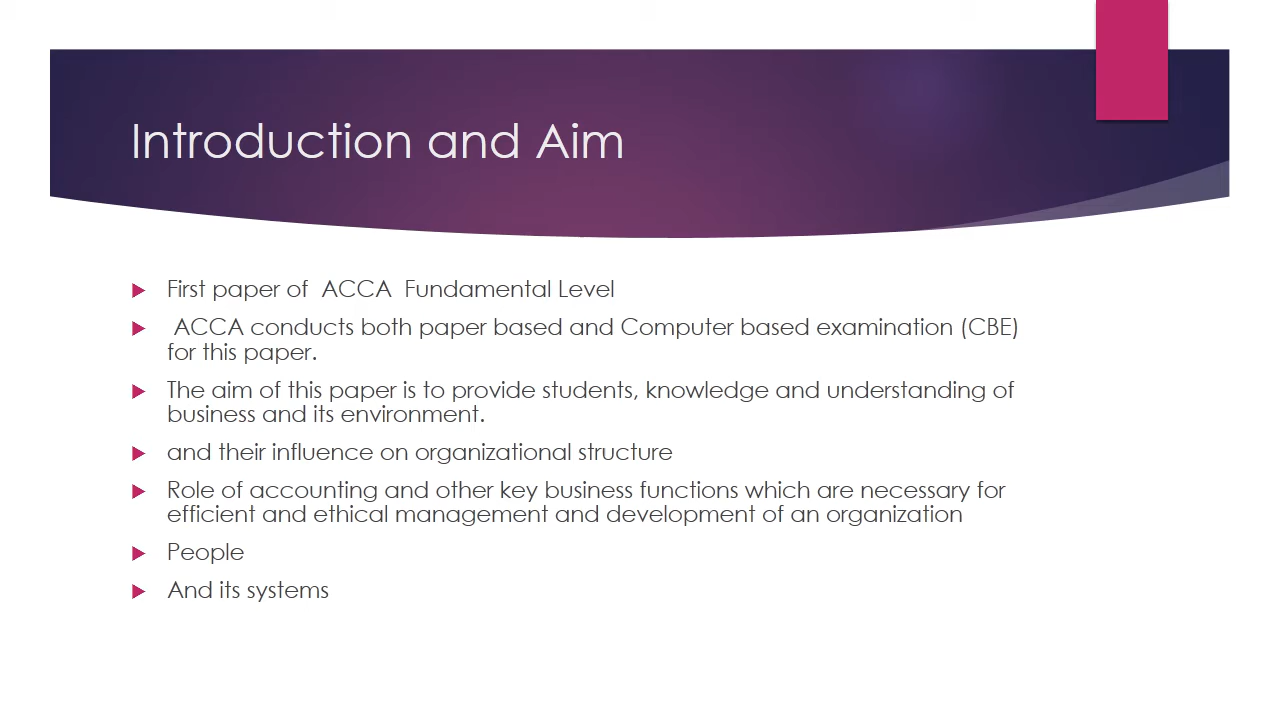 Introduction and Aim
First paper of  ACCA  Fundamental Level
ACCA conducts both paper based and Computer based examination (CBE)
for this paper.
The aim of this paper is to provide students, knowledge and understanding of
business and its environment.
and their influence on organizational structure
Role of accounting and other key business functions which are necessary for
efficient and ethical management and development of an organization
People
And its systems